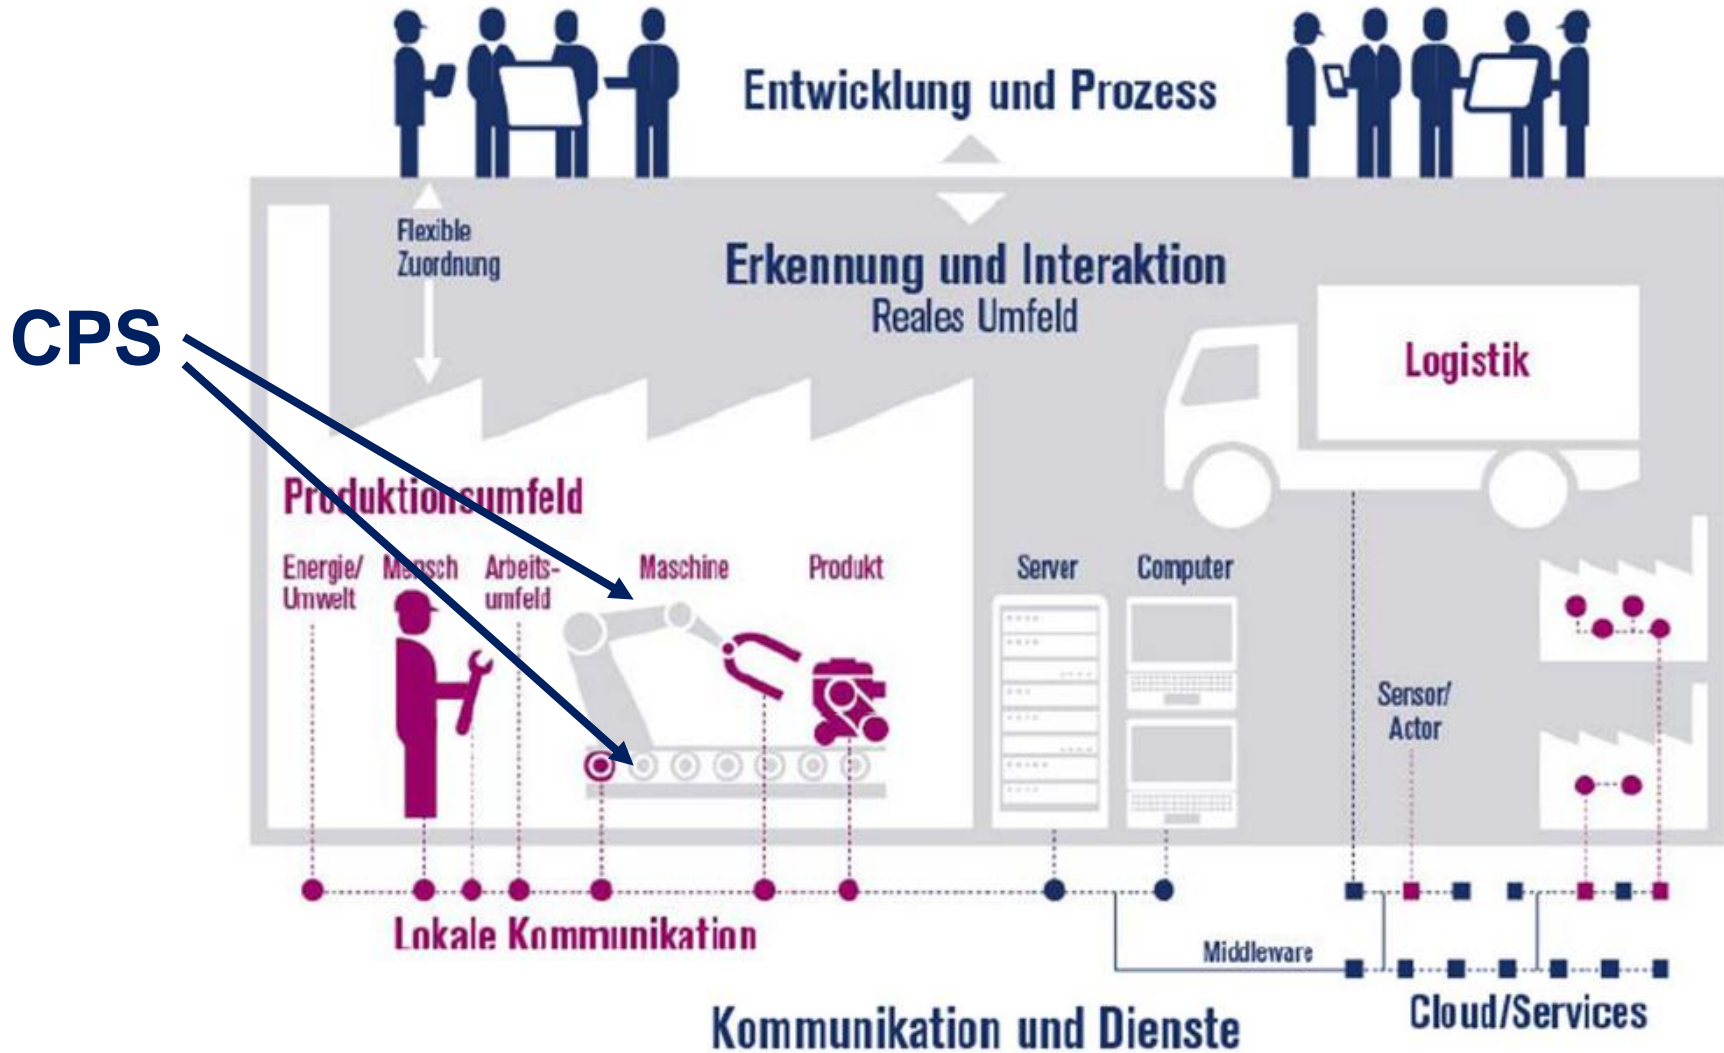 Entwicklung und Prozess
Flexible
Zuordnung
Erkennung und Interaktion
Reales Umfeld
CPS
Logistik
Produktionsumfeld
Energie/
Umwelt
Mensch
Arbeits-
umfeld
Maschine
Produkt
Server
Computer
Sensor/
Actor
Lokale Kommunikation
Middleware
Cloud/Services
Kommunikation und Dienste